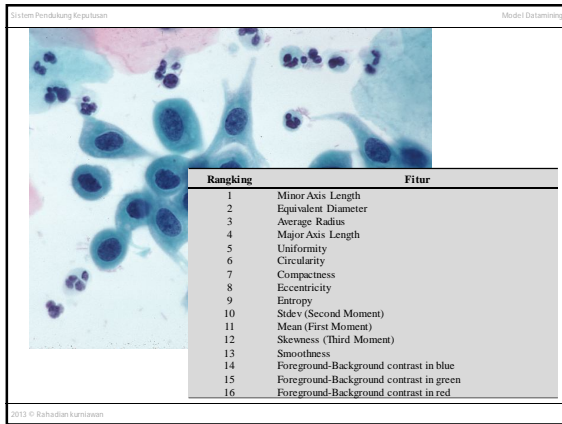 Sistem Pendukung Keputusan Model Datamining
Rangking Fitur
1 Minor Axis Length
2 Equivalent Diameter
3 Average Radius
4 Major Axis Length
5 Uniformity
6 Circularity
7 Compactness
8 Eccentricity
9 Entropy
10 Stdev (Second Moment)
11 Mean (First Moment)
12 Skewness (Third Moment)
13 Smoothness
14 Foreground-Background contrast in blue
15 Foreground-Background contrast in green
16 Foreground-Background contrast in red
2013 © Rahadian kurniawan